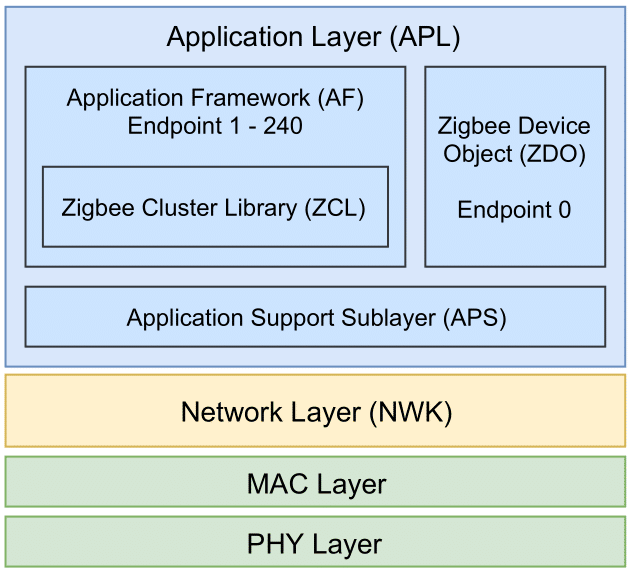 Application Layer (APL)
Application Framework (AF)
Endpoint 1 - 240
Zigbee Cluster Library (ZCL)
Zigbee Device
Object (ZDO)
Endpoint 0
Application Support Sublayer (APS)
Network Layer (NWK)
MAC Layer
PHY Layer